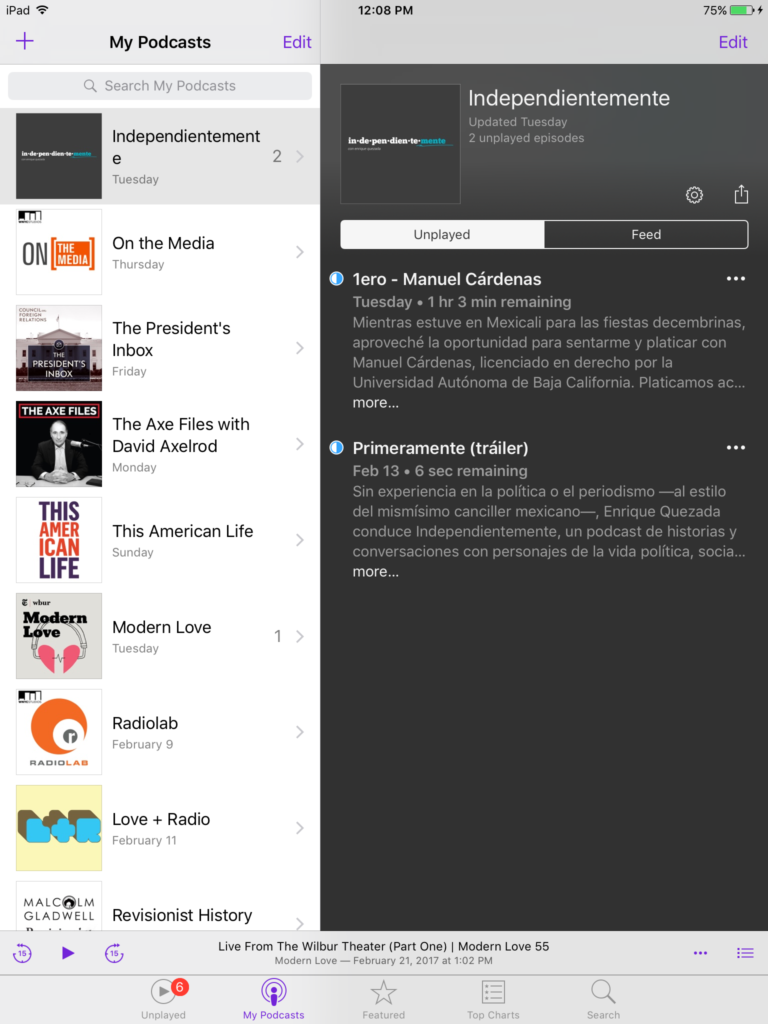 iPad
12:08 PM
75%
My Podcasts
Edit
Search My Podcasts
in·de·pen·dien·te·mente
Independientement
e
2
Tuesday
ON THE MEDIA
On the Media
Thursday
COUNCIL on FOREIGN RELATIONS
THE PRESIDENT'S INBOX
The President's
Inbox
Friday
THE AXE FILES
The Axe Files with
David Axelrod
Monday
THIS AMERICAN LIFE
This American Life
Sunday
wbur
Modern Love
Modern Love
1
Tuesday
RADIOLAB
Radiolab
February 9
L+R
Love + Radio
February 11
MALCOLM
GLADWELL
Revisionist History
Edit
in·de·pen·dien·te·mente
Independientemente
Updated Tuesday
2 unplayed episodes
Unplayed
Feed
1ero - Manuel Cárdenas
Tuesday • 1 hr 3 min remaining
Mientras estuve en Mexicali para las fiestas decembrinas,
aproveché la oportunidad para sentarme y platicar con
Manuel Cárdenas, licenciado en derecho por la
Universidad Autónoma de Baja California. Platicamos ac...
more...
Primeramente (tráiler)
Feb 13 • 6 sec remaining
Sin experiencia en la política o el periodismo —al estilo
del mismísimo canciller mexicano—, Enrique Quezada
conduce Independientemente, un podcast de historias y
conversaciones con personajes de la vida política, socia...
more...
15
15
Live From The Wilbur Theater (Part One) | Modern Love 55
Modern Love — February 21, 2017 at 1:02 PM
6
Unplayed
My Podcasts
Featured
Top Charts
Search